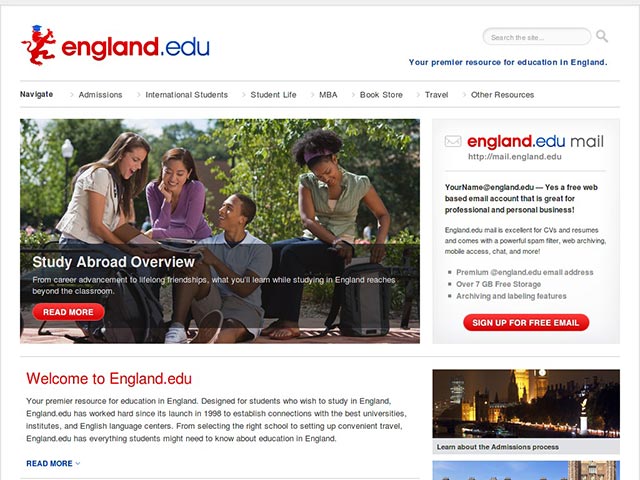 england.edu
Search the site...
Your premier resource for education in England.
Navigate
Admissions
International Students
Student Life
MBA
Book Store
Travel
Other Resources
Study Abroad Overview
From career advancement to lifelong friendships, what you'll learn while studying in England reaches
beyond the classroom.
READ MORE
england.edu mail
http://mail.england.edu
YourName@england.edu — Yes a free web
based email account that is great for
professional and personal business!
England.edu mail is excellent for CVs and resumes
and comes with a powerful spam filter, web archiving,
mobile access, chat, and more!
Premium @england.edu email address
Over 7 GB Free Storage
Archiving and labeling features
SIGN UP FOR FREE EMAIL
Welcome to England.edu
Your premier resource for education in England. Designed for students who wish to study in England,
England.edu has worked hard since its launch in 1998 to establish connections with the best universities,
institutes, and English language centers. From selecting the right school to setting up convenient travel,
England.edu has everything students might need to know about education in England.
READ MORE
Learn about the Admissions process